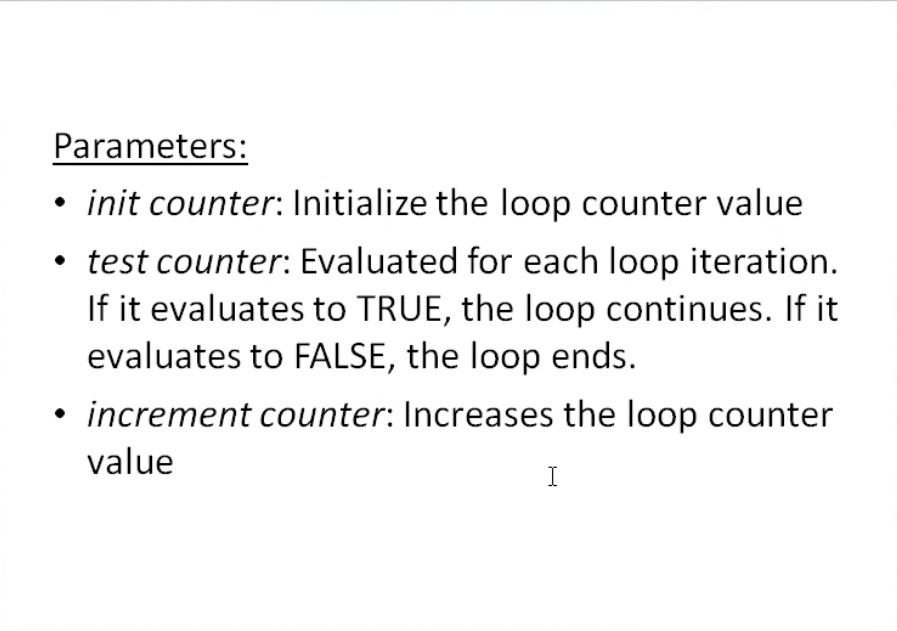 Parameters:
• init counter: Initialize the loop counter value
• test counter: Evaluated for each loop iteration.
If it evaluates to TRUE, the loop continues. If it
evaluates to FALSE, the loop ends.
• increment counter: Increases the loop counter
value